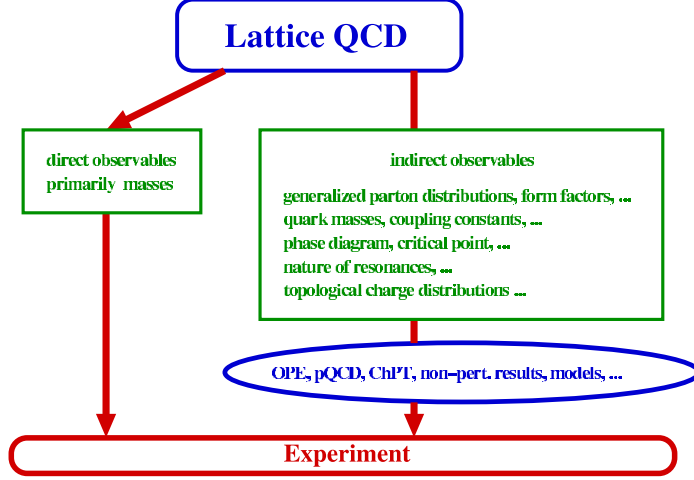 Lattice QCD
direct observables
primarily masses
indirect observables
generalized parton distributions, form factors, ...
quark masses, coupling constants, ...
phase diagram, critical point, ...
nature of resonances, ...
topological charge distributions ...
OPE, pQCD, ChPT, non-pert. results, models, ...
Experiment